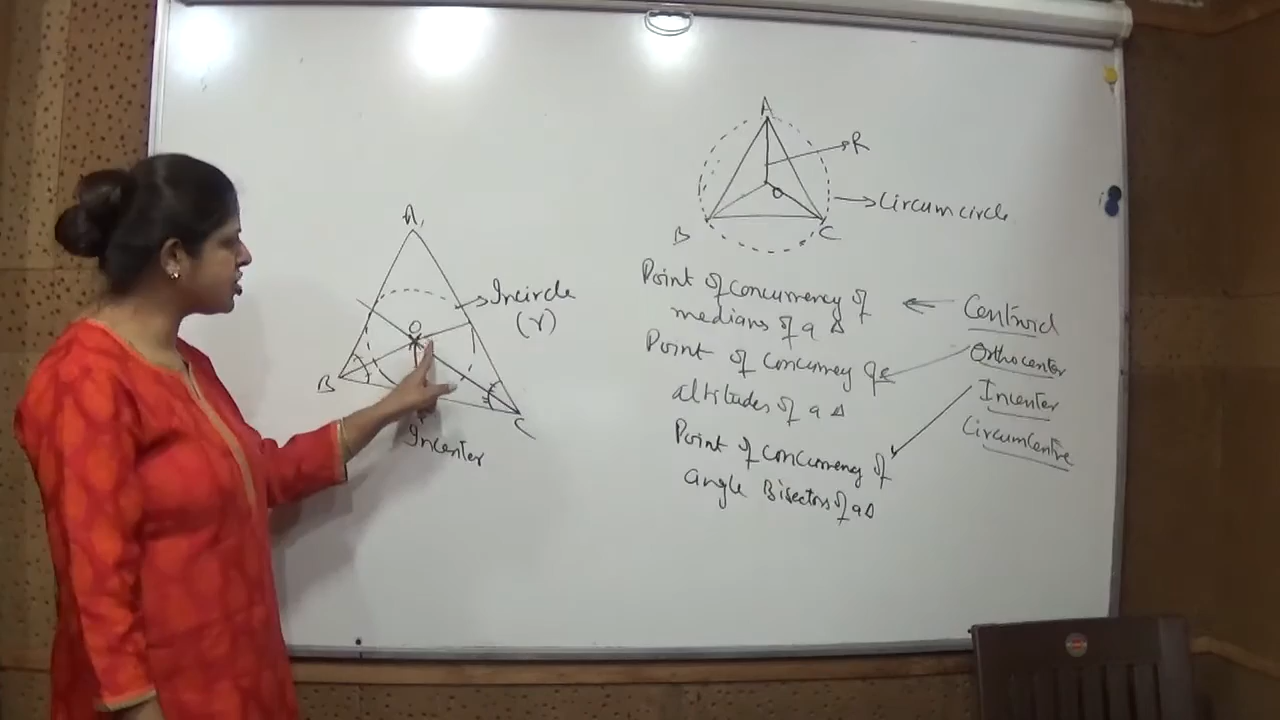 A
R
O
Circumcircle
B
C
A
Incircle
(r)
O
B
C
Incenter
Point of concurrency of
medians of a Δ
Point of concurrency of
altitudes of a Δ
Point of concurrency of
angle Bisectors of a Δ
Centroid
Orthocenter
Incenter
Circumcentre